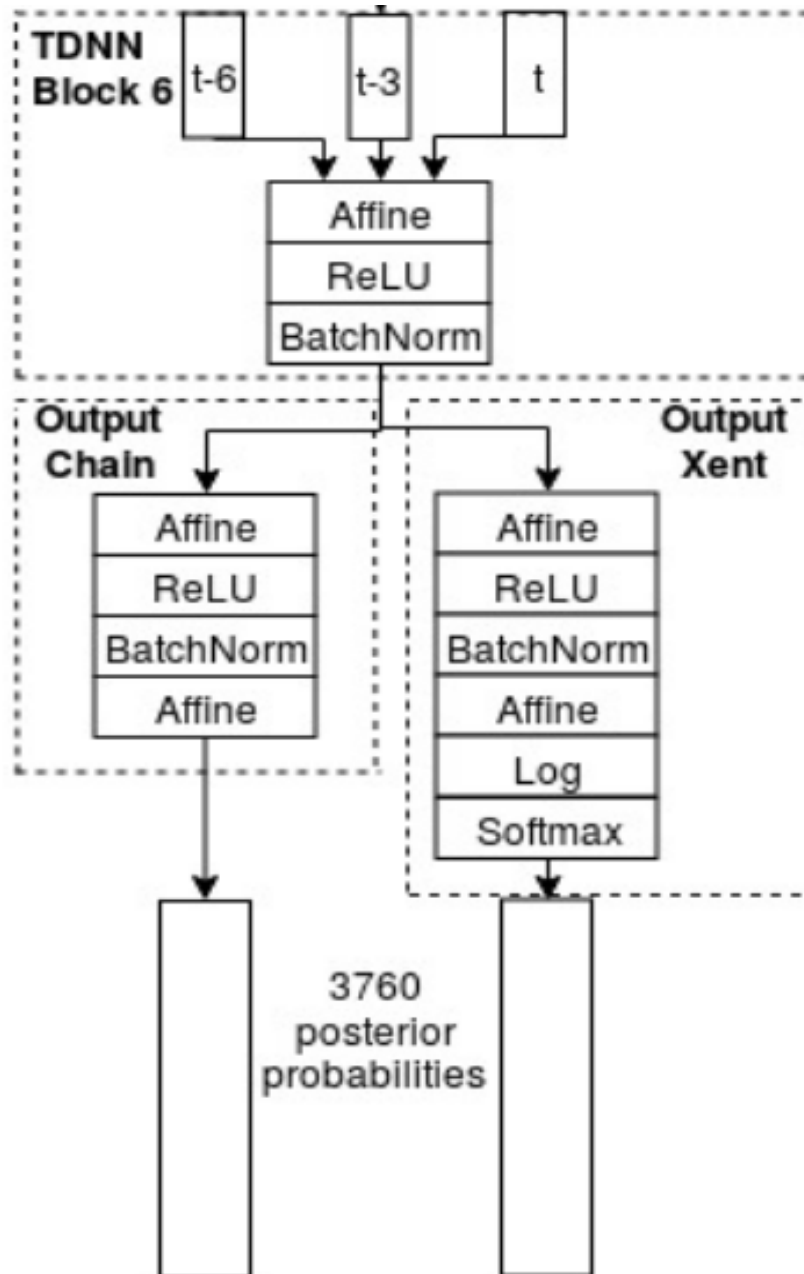 TDNN
Block 6
t-6
t-3
t
Affine
ReLU
BatchNorm
Output
Chain
Affine
ReLU
BatchNorm
Affine
Output
Xent
Affine
ReLU
BatchNorm
Affine
Log
Softmax
3760
posterior
probabilities